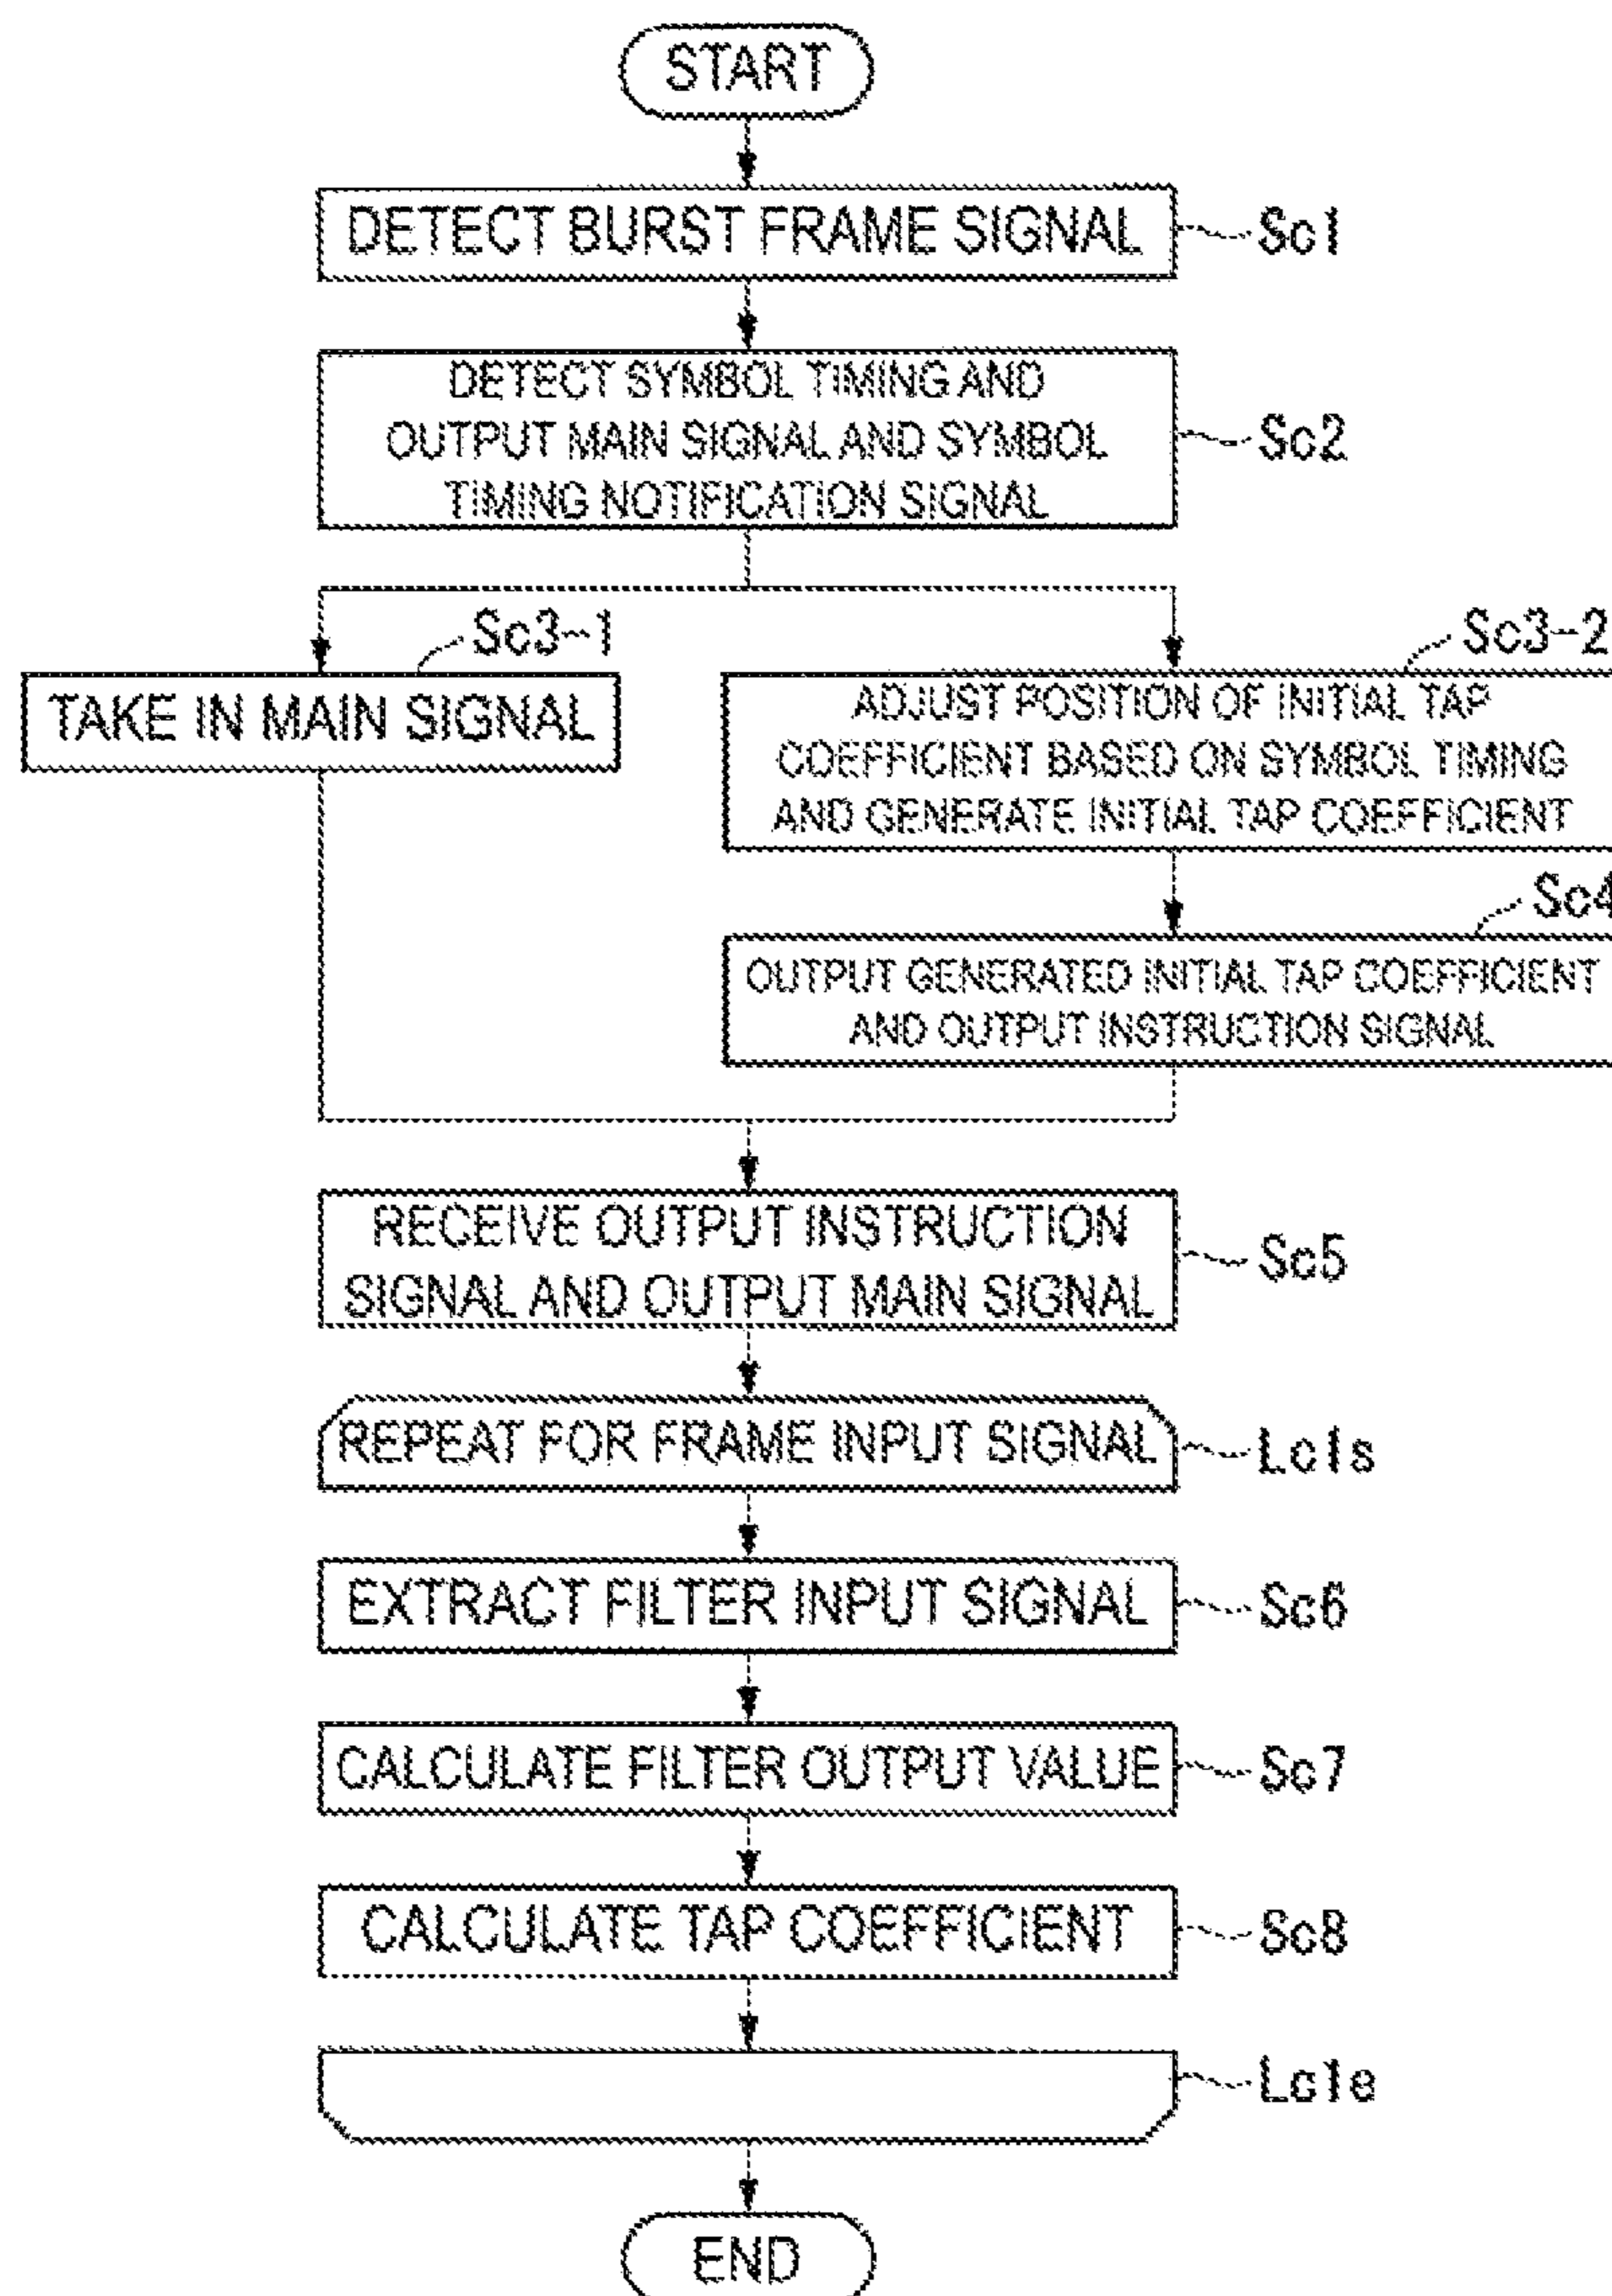 START
DETECT BURST FRAME SIGNAL
Sc1
DETECT SYMBOL TIMING AND
OUTPUT MAIN SIGNAL AND SYMBOL
TIMING NOTIFICATION SIGNAL
Sc2
Sc3-1
TAKE IN MAIN SIGNAL
Sc3-2
ADJUST POSITION OF INITIAL TAP
COEFFICIENT BASED ON SYMBOL TIMING
AND GENERATE INITIAL TAP COEFFICIENT
Sc4
OUTPUT GENERATED INITIAL TAP COEFFICIENT
AND OUTPUT INSTRUCTION SIGNAL
RECEIVE OUTPUT INSTRUCTION
SIGNAL AND OUTPUT MAIN SIGNAL
Sc5
REPEAT FOR FRAME INPUT SIGNAL
Lc1s
EXTRACT FILTER INPUT SIGNAL
Sc6
CALCULATE FILTER OUTPUT VALUE
Sc7
CALCULATE TAP COEFFICIENT
Sc8
Lc1e
END